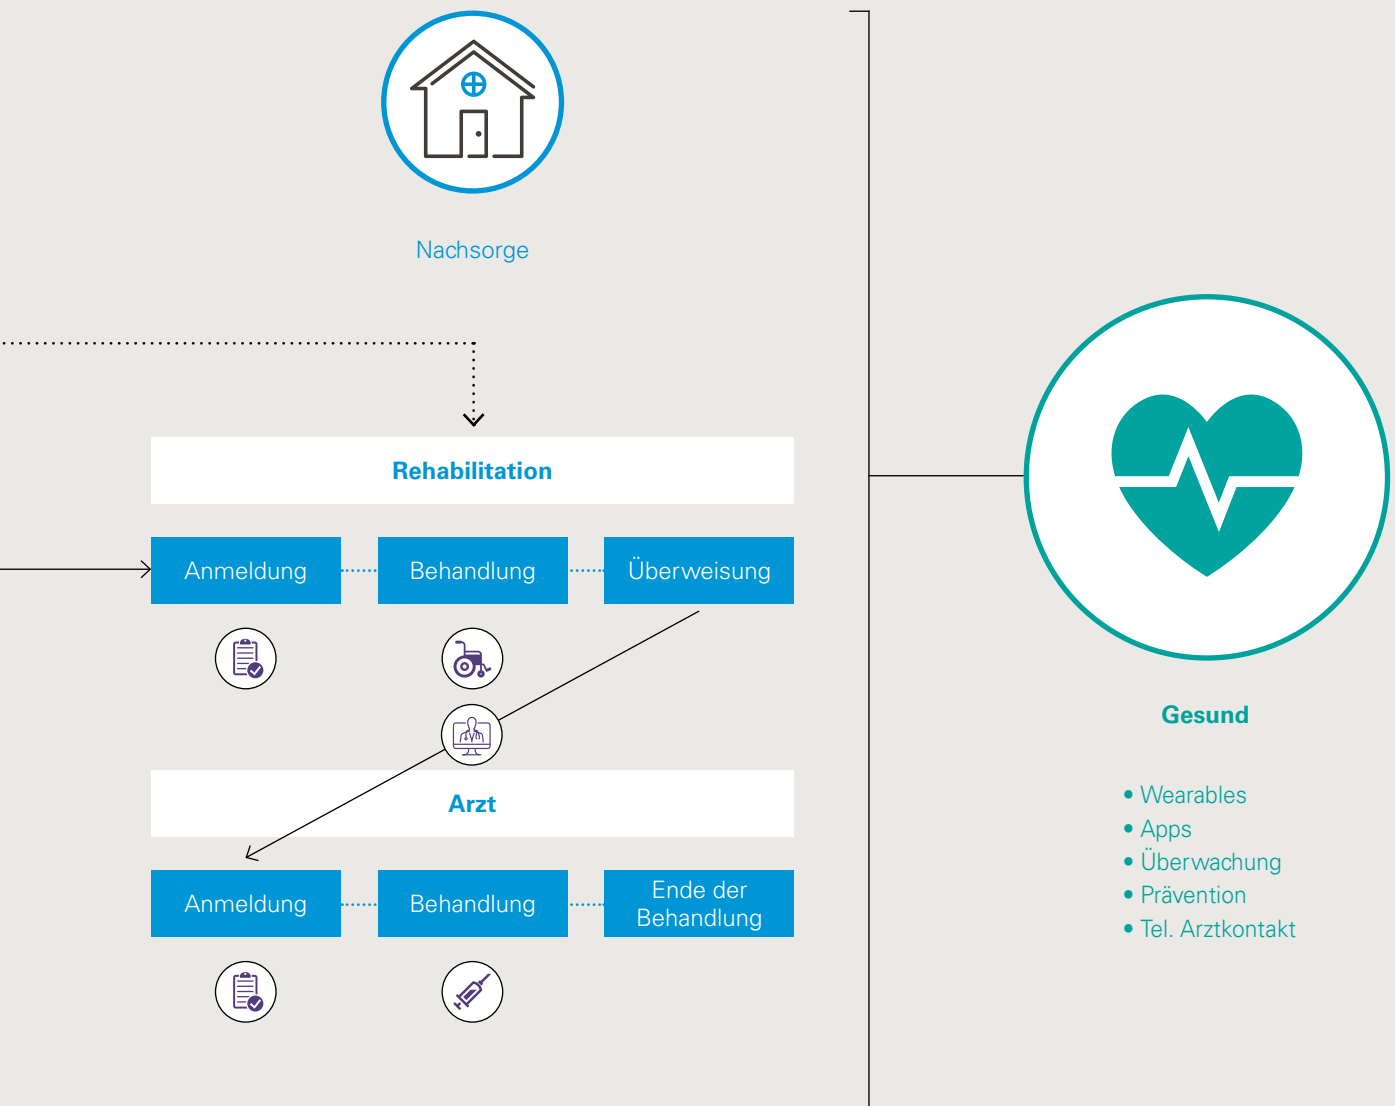 Nachsorge
Rehabilitation
Anmeldung
Behandlung
Überweisung
Arzt
Anmeldung
Behandlung
Ende der
Behandlung
Gesund
• Wearables
• Apps
• Überwachung
• Prävention
• Tel. Arztkontakt